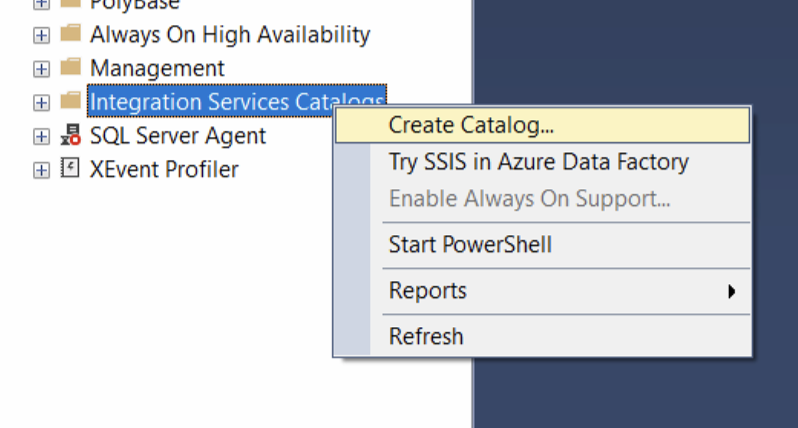 PolyBase
Always On High Availability
Management
Integration Services Catalogs
Create Catalog...
SQL Server Agent
Try SSIS in Azure Data Factory
XEvent Profiler
Enable Always On Support...
Start PowerShell
Reports
Refresh